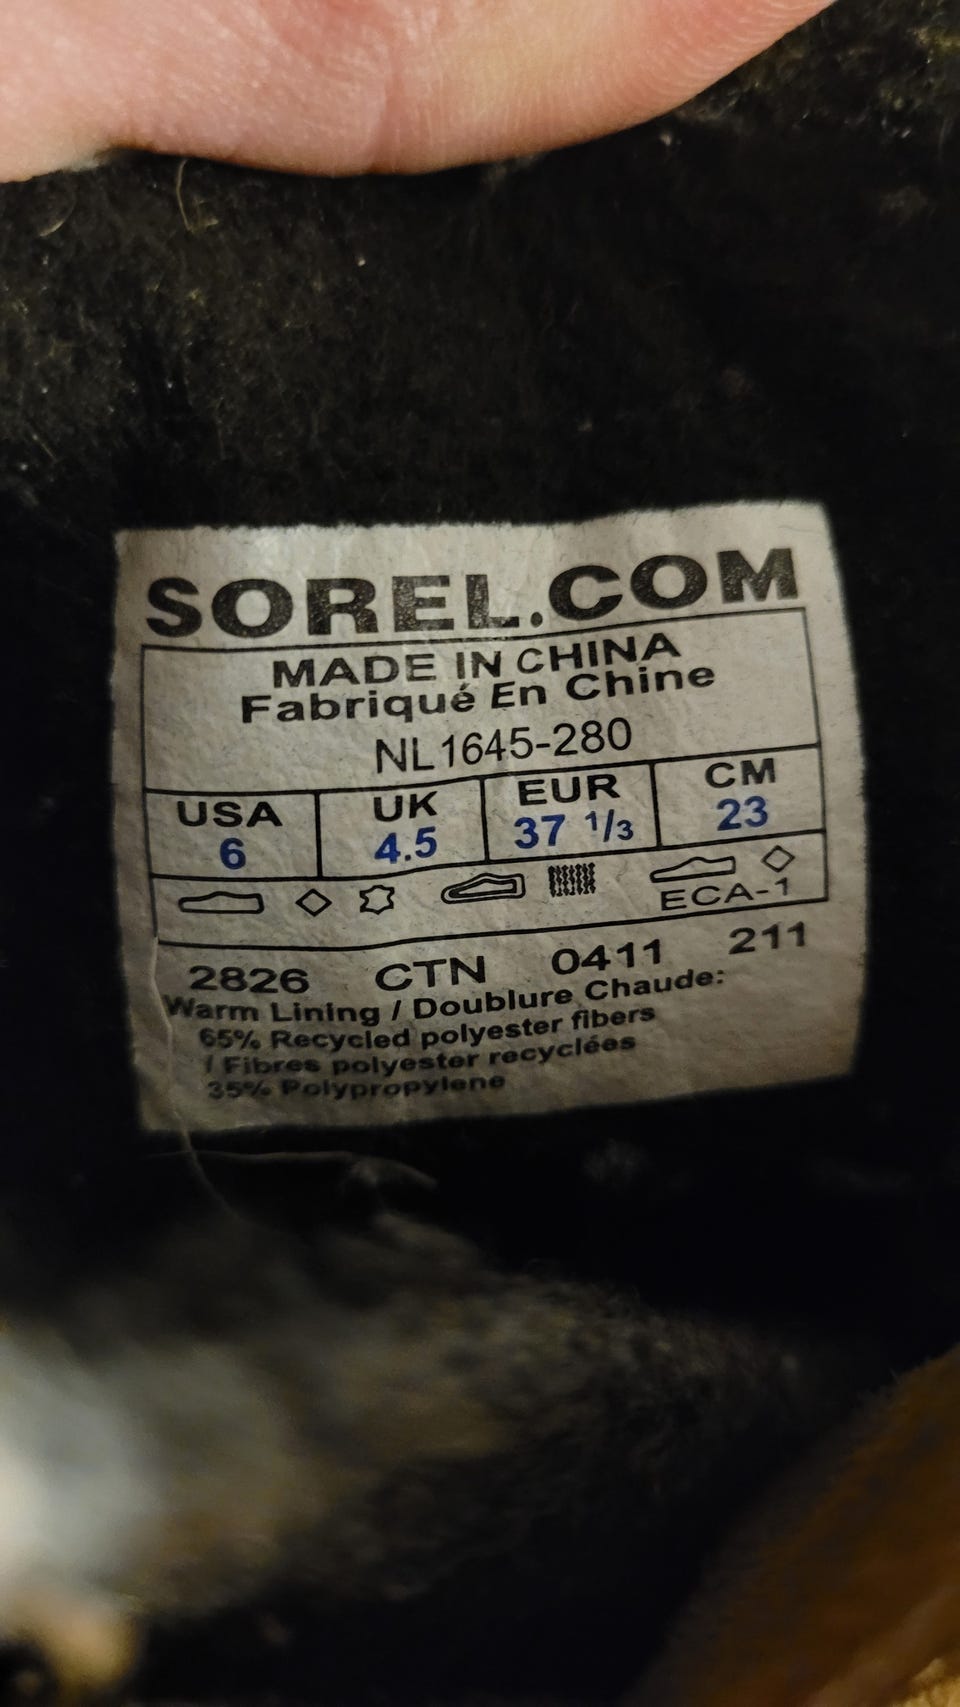 SOREL.COM
MADE IN CHINA
Fabriqué En Chine
NL1645-280
USA UK EUR CM
6 4.5 37 1/3 23
ECA-1
2826 CTN 0411 211
Warm Lining / Doublure Chaude:
65% Recycled polyester fibers
/ Fibres polyester recyclées
35% Polypropylene